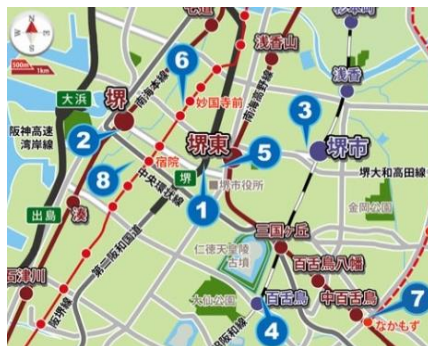 七道
浅香山
浅香
N
E
S
W
100m
1km
大浜
南海本線
6
妙国寺前
南海高野線
3
堺
阪神高速
湾岸線
2
堺東
堺市
宿院
5
8
堺
堺市役所
堺大和高田線
中央環状線
1
金岡公園
出島
湊
三国ヶ丘
仁徳天皇陵
古墳
第二阪和国道
百舌鳥八幡
石津川
大仙公園
百舌鳥
中百舌鳥
7
阪堺線
阪和線
4
なかもず